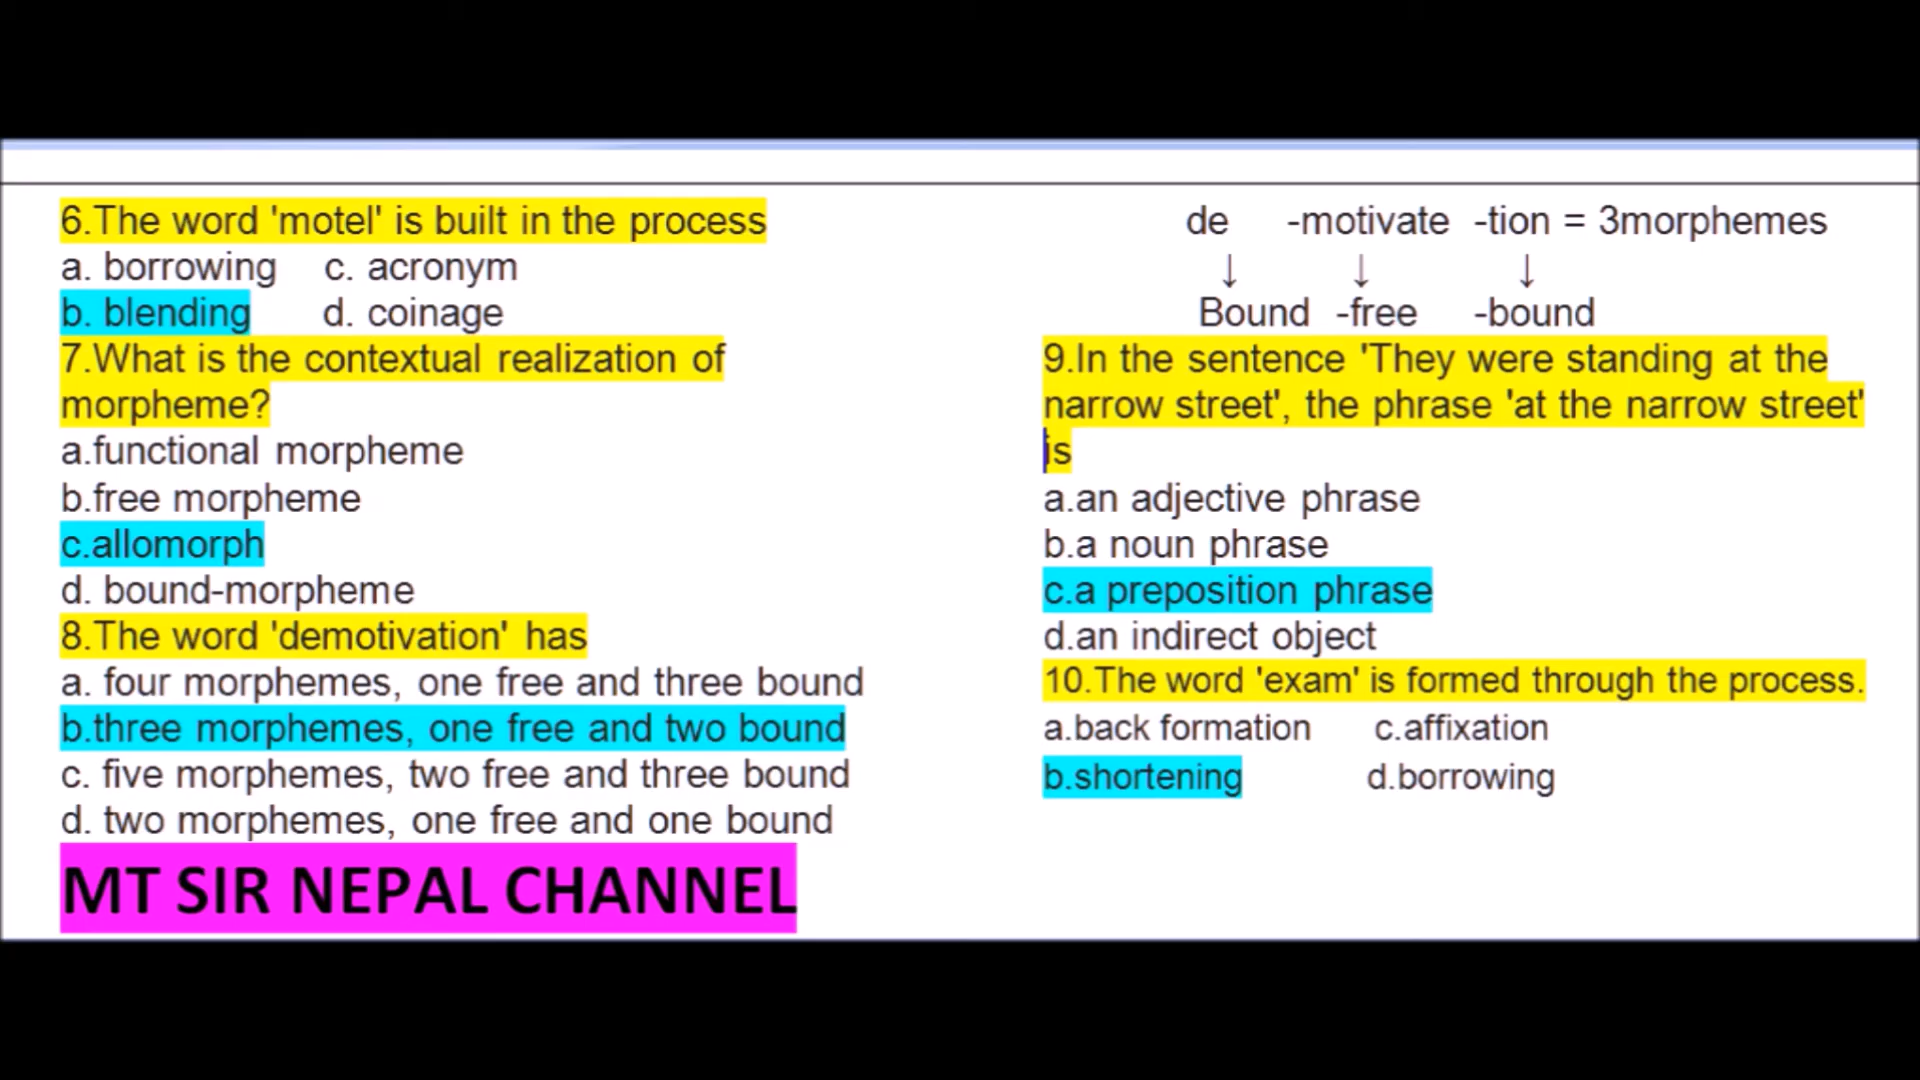 6.The word 'motel' is built in the process
a. borrowing c. acronym
b. blending d. coinage
7.What is the contextual realization of
morpheme?
a.functional morpheme
b.free morpheme
c.allomorph
d. bound-morpheme
8.The word 'demotivation' has
a. four morphemes, one free and three bound
b.three morphemes, one free and two bound
c. five morphemes, two free and three bound
d. two morphemes, one free and one bound
MT SIR NEPAL CHANNEL
de -motivate -tion = 3morphemes
↓ ↓ ↓
Bound -free -bound
9.In the sentence 'They were standing at the
narrow street', the phrase 'at the narrow street'
is
a.an adjective phrase
b.a noun phrase
c.a preposition phrase
d.an indirect object
10.The word 'exam' is formed through the process.
a.back formation c.affixation
b.shortening d.borrowing